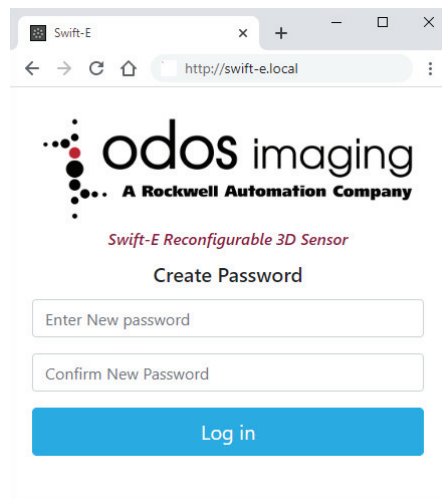 Swift-E
http://swift-e.local
odos imaging
A Rockwell Automation Company
Swift-E Reconfigurable 3D Sensor
Create Password
Enter New password
Confirm New Password
Log in